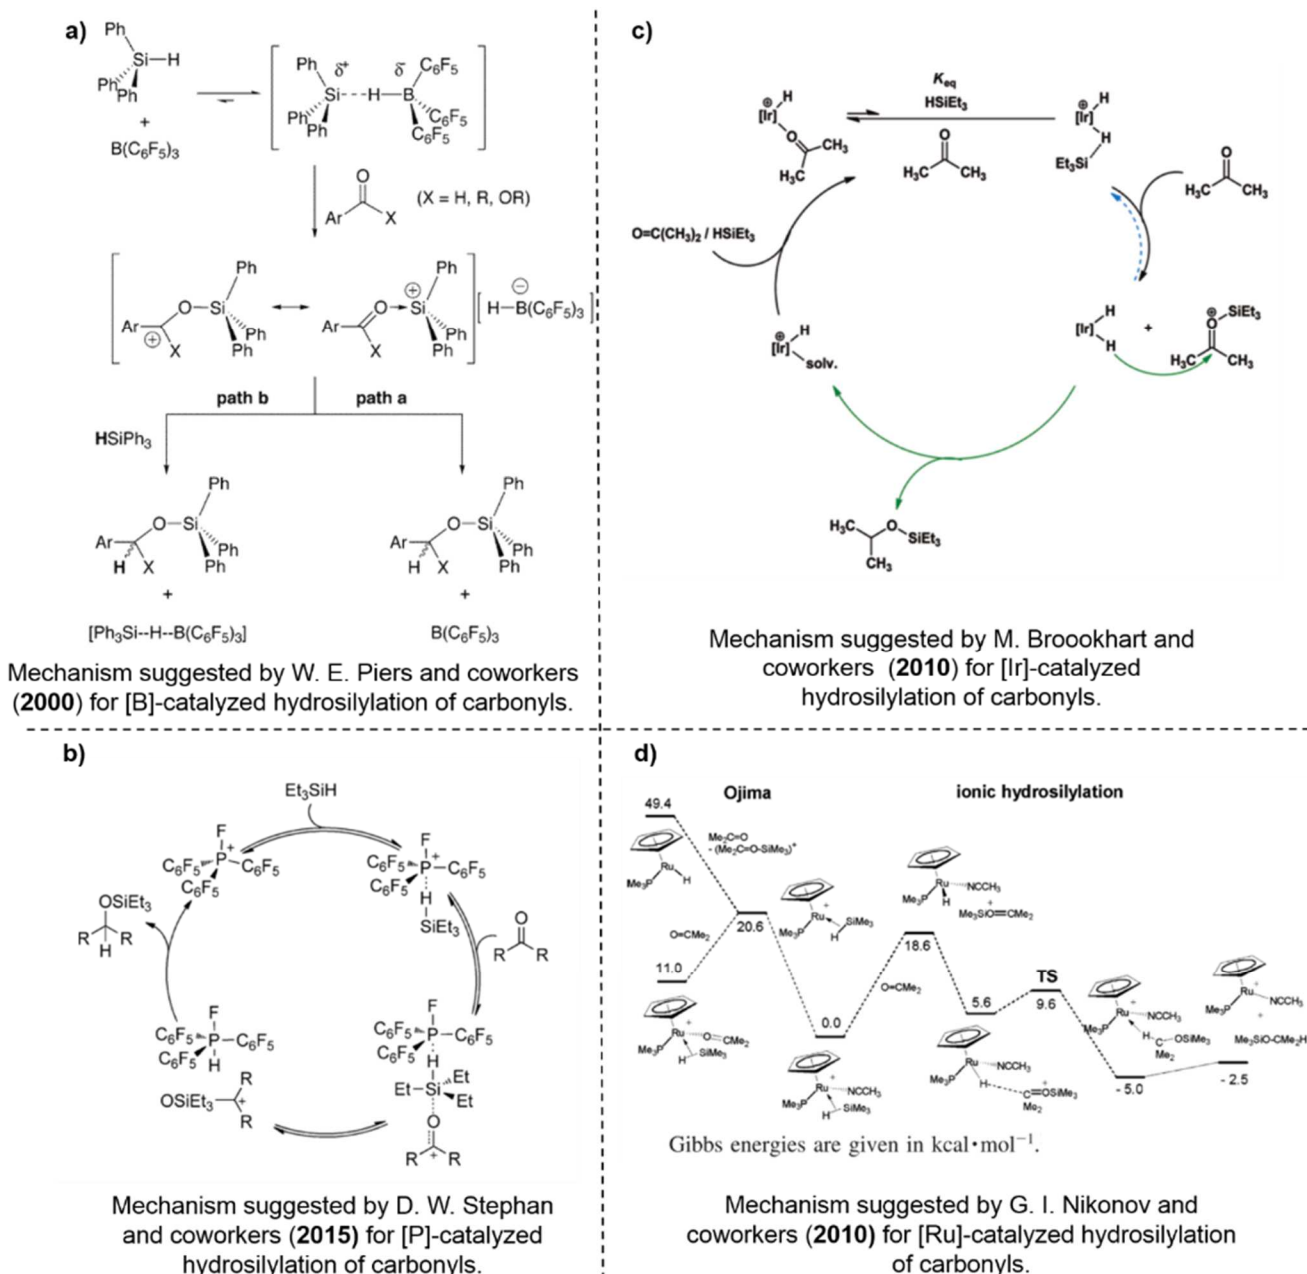 a)
Ph
Si—H
Ph
Ph
+
B(C6F5)3
Ph
δ+
δ-
C6F5
Si---H—B
Ph
Ph
C6F5
C6F5
O
Ar
X
(X = H, R, OR)
Ph
O—Si
Ar
+
X
Ph
Ph
Ph
+
O→Si
Ar
X
Ph
Ph
−
H—B(C6F5)3
path b
path a
HSiPh3
Ph
O—Si
Ar
H
X
Ph
Ph
+
[Ph3Si--H--B(C6F5)3]
Ph
O—Si
Ar
H
X
Ph
Ph
+
B(C6F5)3
Mechanism suggested by W. E. Piers and coworkers
(2000) for [B]-catalyzed hydrosilylation of carbonyls.
c)
Keq
HSiEt3
O
H3C
CH3
⊕
[Ir]
H
O
CH3
H3C
⊕
[Ir]
H
H
Et3Si
O
H3C
CH3
O=C(CH3)2 / HSiEt3
⊕
[Ir]
H
solv.
[Ir]
H
H
+
⊕
O
SiEt3
H3C
CH3
H3C
O
SiEt3
CH3
Mechanism suggested by M. Broookhart and
coworkers (2010) for [Ir]-catalyzed
hydrosilylation of carbonyls.
b)
Et3SiH
F
C6F5
P+
C6F5
C6F5
F
C6F5
P+
C6F5
C6F5
H
SiEt3
O
R
R
OSiEt3
R
R
H
F
C6F5
P
C6F5
C6F5
H
R
OSiEt3
+
R
F
C6F5
P
C6F5
C6F5
H
Et
Si
Et
Et
O
R
+
R
Mechanism suggested by D. W. Stephan
and coworkers (2015) for [P]-catalyzed
hydrosilylation of carbonyls.
d)
Ojima
ionic hydrosilylation
49.4
Me2C=O
- (Me2C=O-SiMe3)+
Ru
Me3P
H
20.6
Ru
+
SiMe3
Me3P
H
O=CMe2
11.0
Ru
+
O=CMe2
Me3P
H
SiMe3
0.0
Ru
+
NCCH3
Me3P
H
SiMe3
O=CMe2
18.6
Ru
NCCH3
Me3P
H
+
Me3SiO=CMe2
5.6
Ru
NCCH3
Me3P
H
+
C=OSiMe3
Me2
TS
9.6
Ru
+
NCCH3
Me3P
H
C
OSiMe3
Me2
- 5.0
Ru
+
NCCH3
Me3P
+
Me3SiO-CMe2H
- 2.5
Gibbs energies are given in kcal•mol−1.
Mechanism suggested by G. I. Nikonov and
coworkers (2010) for [Ru]-catalyzed hydrosilylation
of carbonyls.